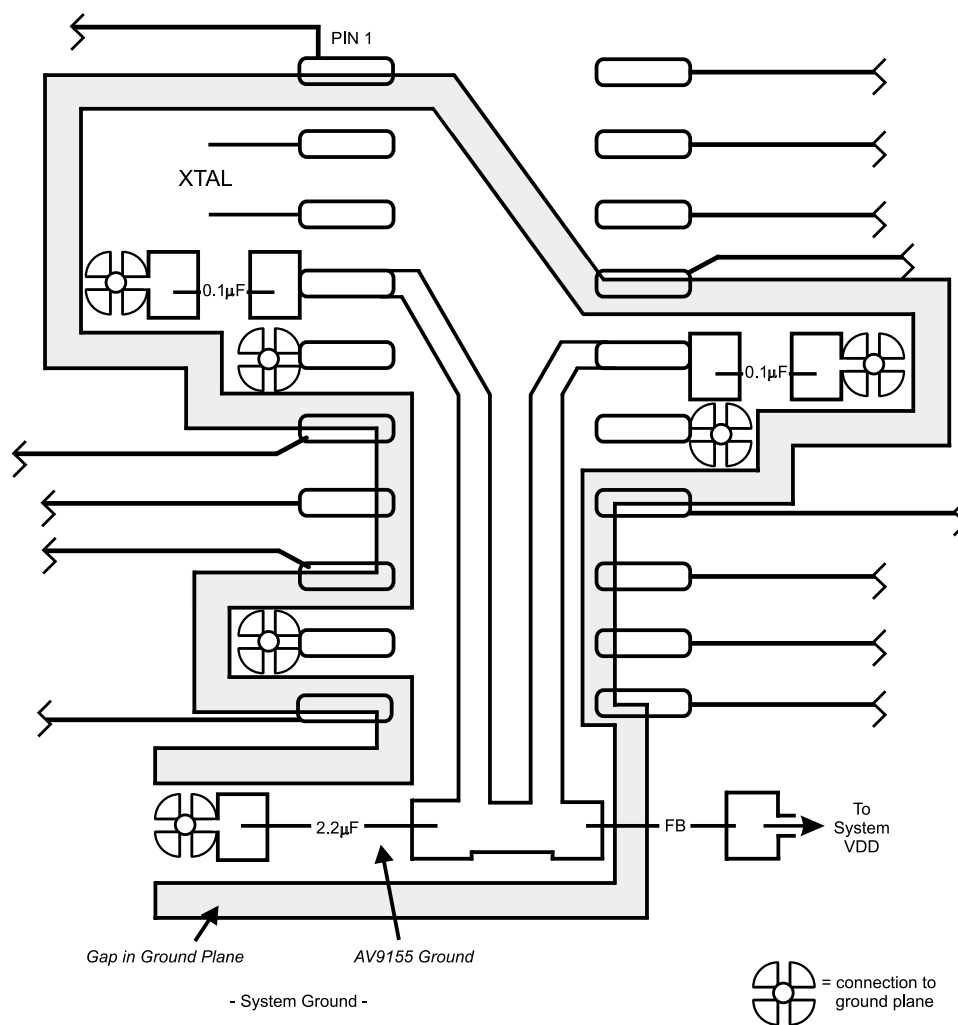 PIN 1
XTAL
0.1μF
0.1μF
2.2μF
FB
To
System
VDD
Gap in Ground Plane
AV9155 Ground
- System Ground -
= connection to
ground plane